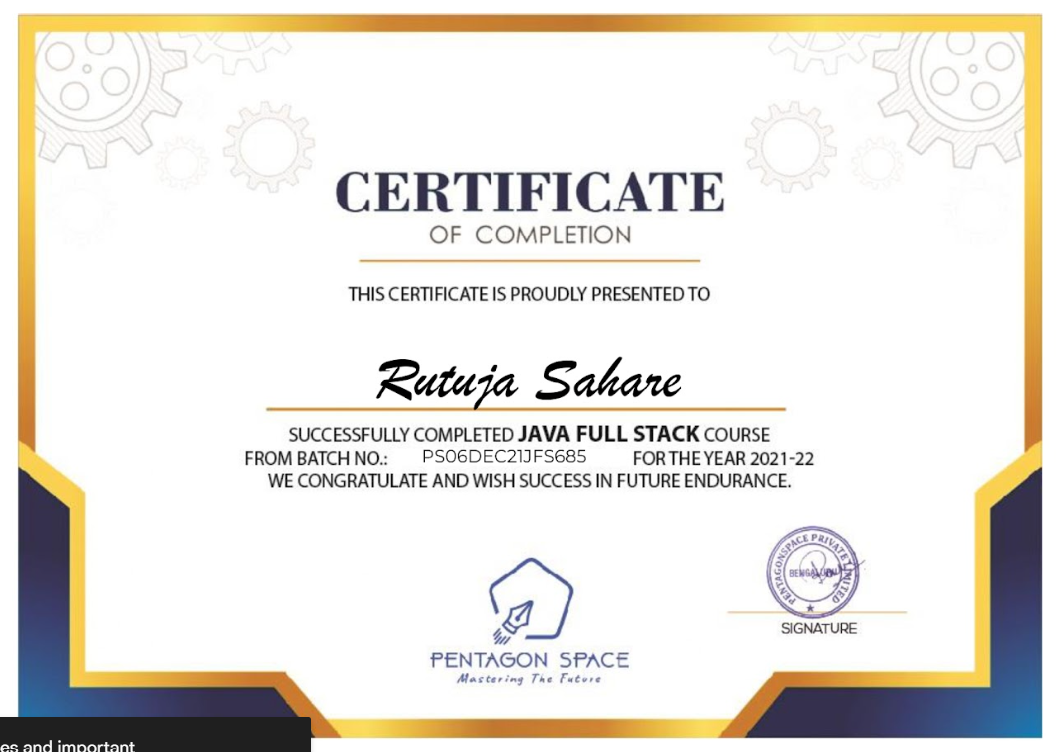 CERTIFICATE
OF COMPLETION
THIS CERTIFICATE IS PROUDLY PRESENTED TO
Rutuja Sahare
SUCCESSFULLY COMPLETED JAVA FULL STACK COURSE
FROM BATCH NO.: PS06DEC21JFS685 FOR THE YEAR 2021-22
WE CONGRATULATE AND WISH SUCCESS IN FUTURE ENDURANCE.
PENTAGONSPACE PRIVATE LIMITED
BENGALURU
SIGNATURE
PENTAGON SPACE
Mastering The Future
and important